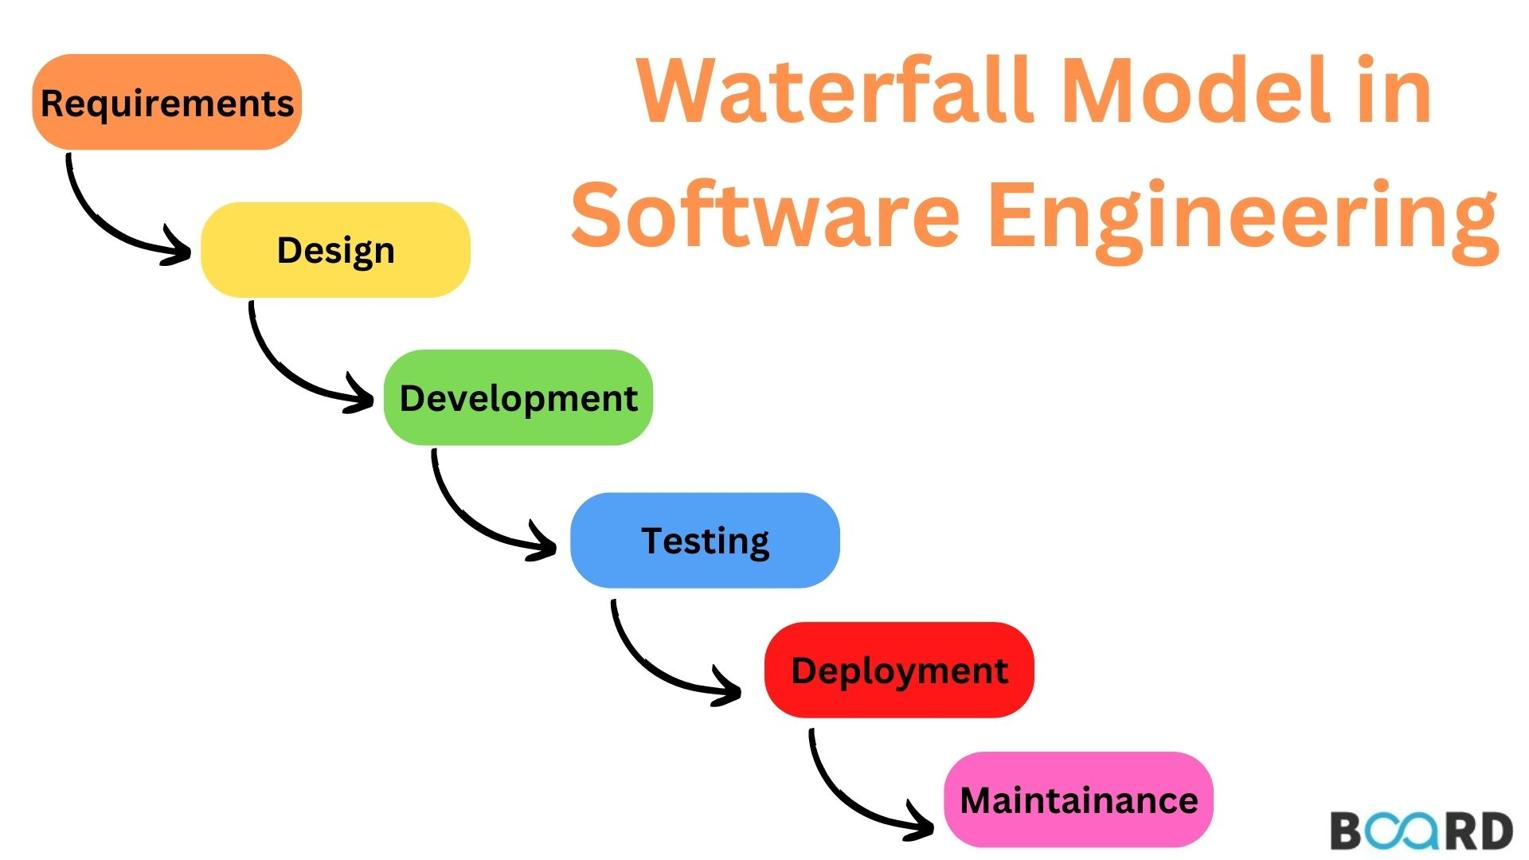 Waterfall Model in
Software Engineering
Requirements
Design
Development
Testing
Deployment
Maintainance
BOARD